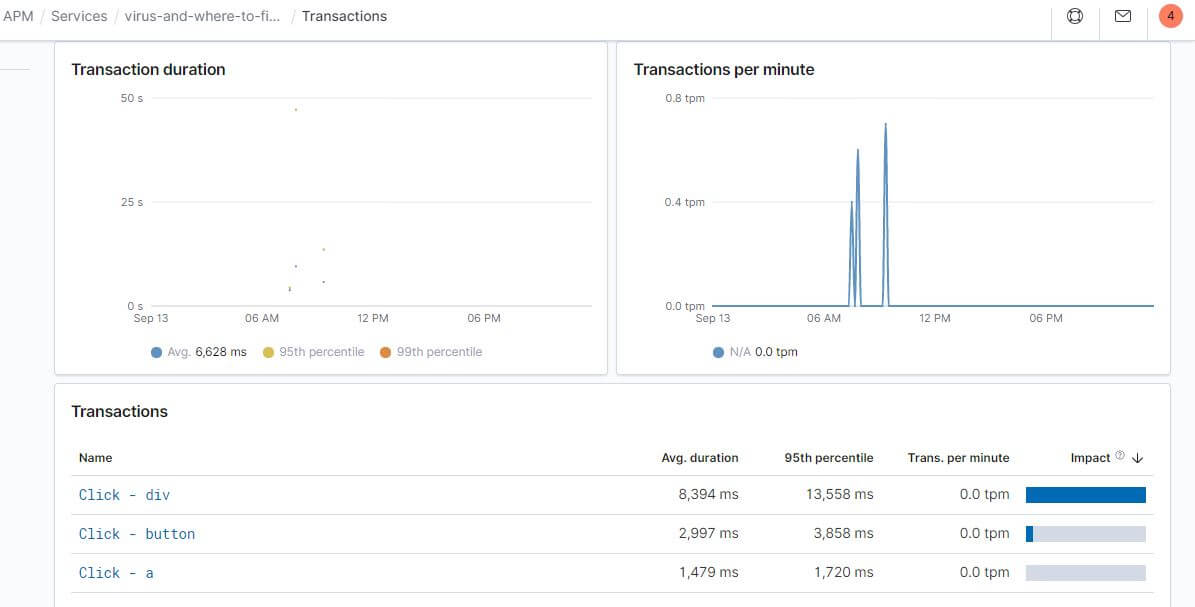 APM / Services / virus-and-where-to-fi... / Transactions
4
Transaction duration
50 s
25 s
0 s
Sep 13 06 AM 12 PM 06 PM
Avg. 6,628 ms 95th percentile 99th percentile
Transactions per minute
0.8 tpm
0.4 tpm
0.0 tpm
Sep 13 06 AM 12 PM 06 PM
N/A 0.0 tpm
Transactions
Name Avg. duration 95th percentile Trans. per minute Impact ?
Click - div 8,394 ms 13,558 ms 0.0 tpm
Click - button 2,997 ms 3,858 ms 0.0 tpm
Click - a 1,479 ms 1,720 ms 0.0 tpm